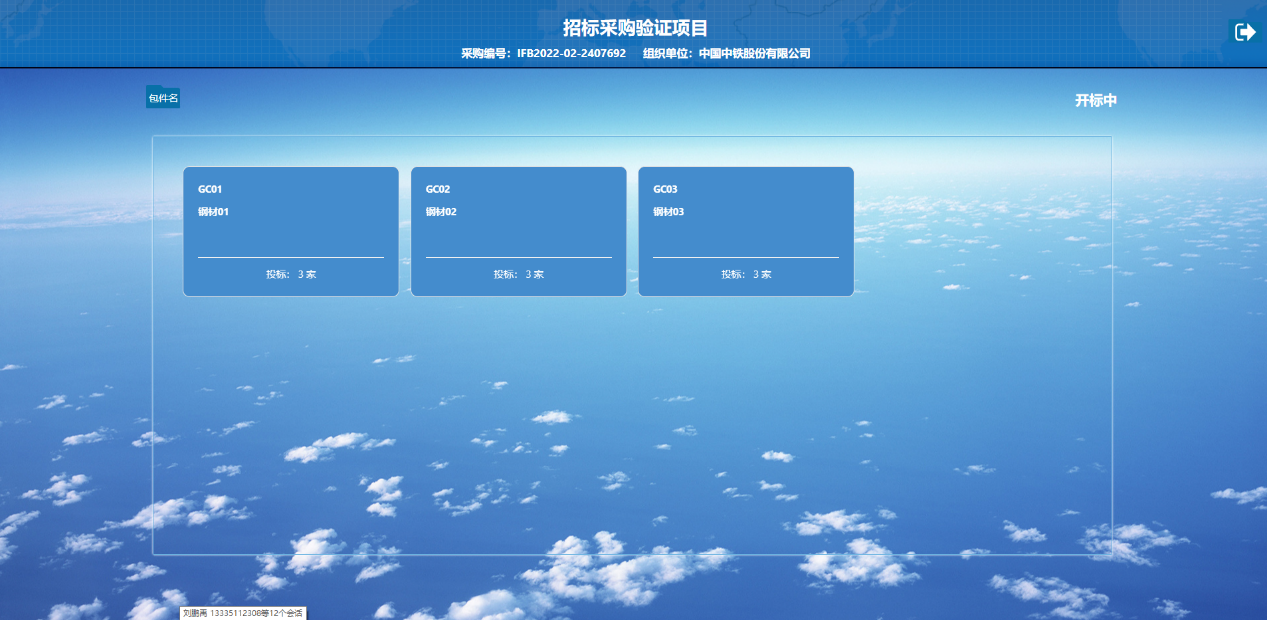 招标采购验证项目
采购编号：IFB2022-02-2407692 组织单位：中国中铁股份有限公司
包件名
开标中
GC01
钢材01
投标： 3 家
GC02
钢材02
投标： 3 家
GC03
钢材03
投标： 3 家
刘鹏禹 13335112308等12个会话